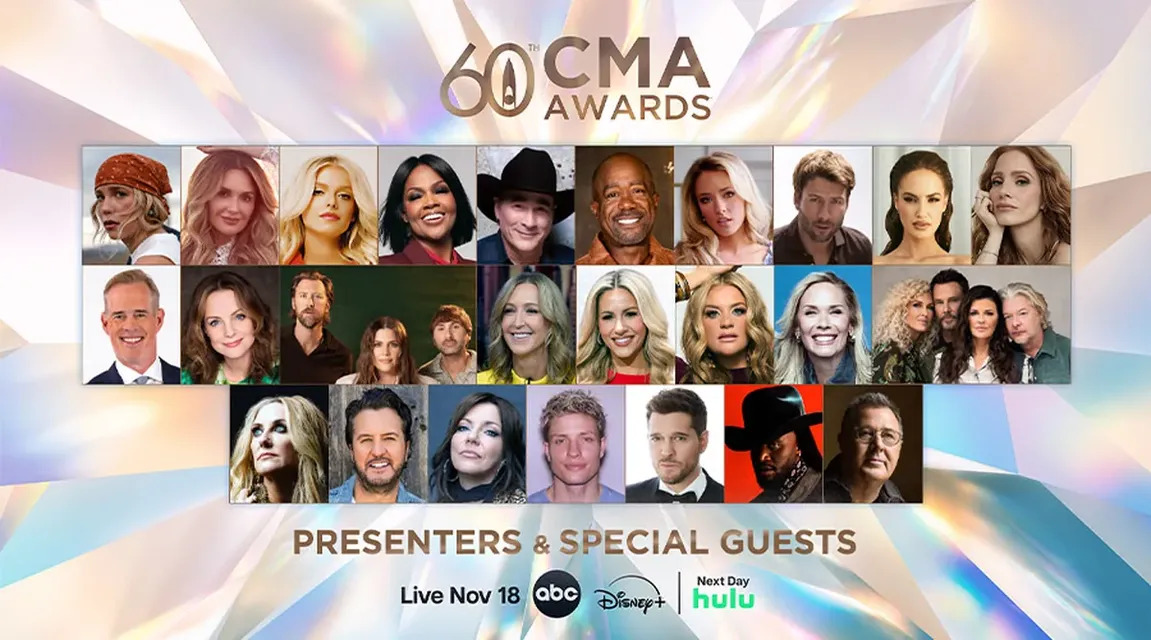 60TH CMA
AWARDS
PRESENTERS & SPECIAL GUESTS
Live Nov 18 abc Disney+ Next Day
hulu